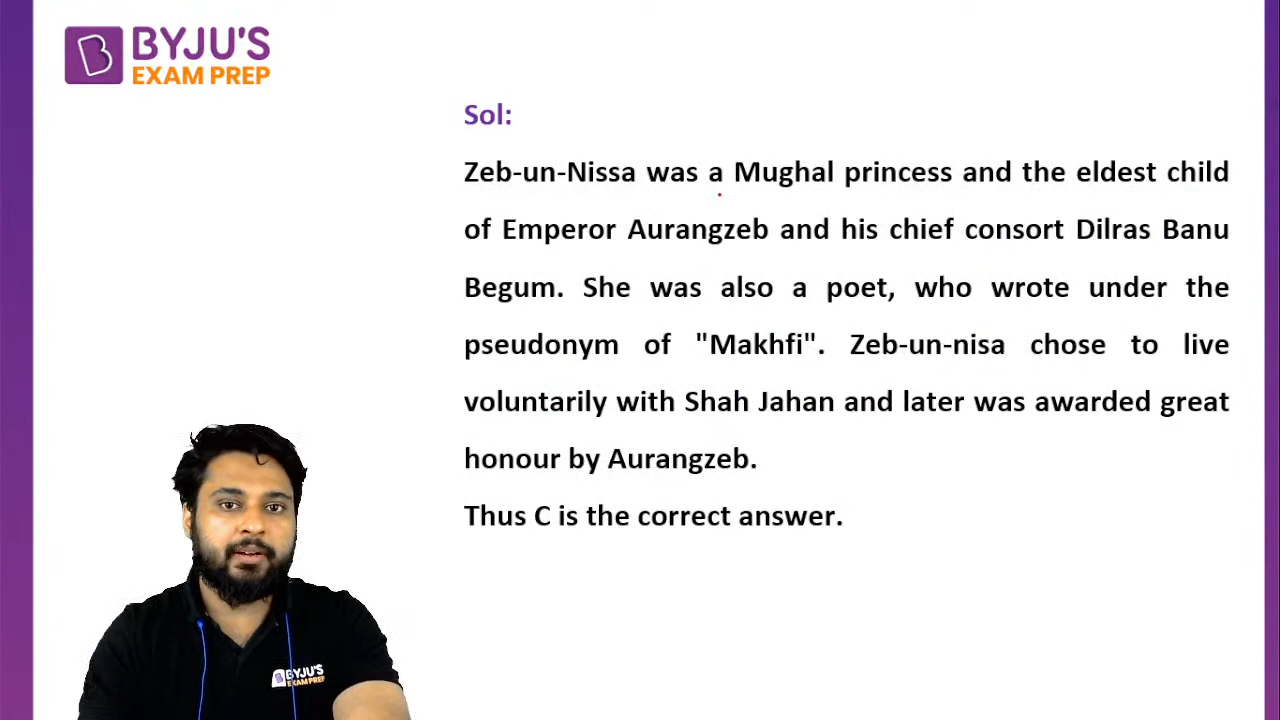 BYJU'S
EXAM PREP
Sol:
Zeb-un-Nissa was a Mughal princess and the eldest child
of Emperor Aurangzeb and his chief consort Dilras Banu
Begum. She was also a poet, who wrote under the
pseudonym of "Makhfi". Zeb-un-nisa chose to live
voluntarily with Shah Jahan and later was awarded great
honour by Aurangzeb.
Thus C is the correct answer.
BYJU'S
EXAM PREP